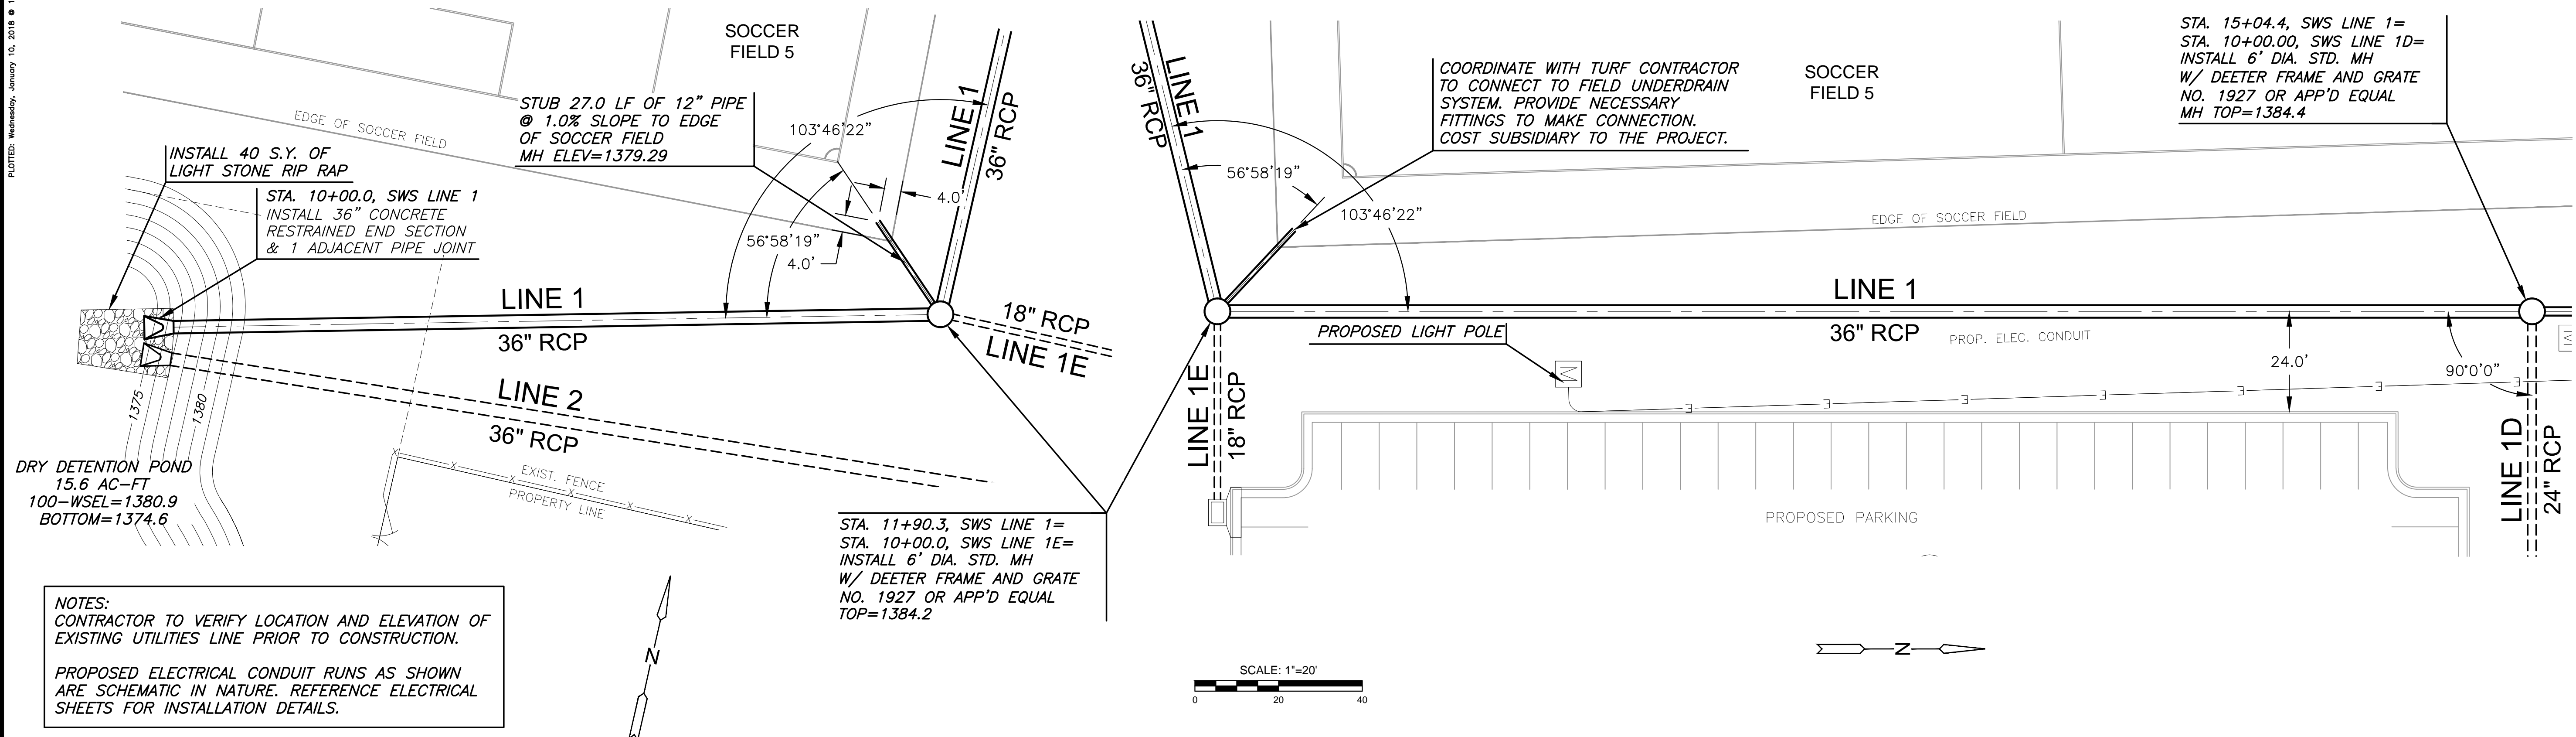 PLOTTED: Wednesday, January 10, 2018 @ 1
SOCCER
FIELD 5
STUB 27.0 LF OF 12" PIPE
@ 1.0% SLOPE TO EDGE
OF SOCCER FIELD
MH ELEV=1379.29
103°46'22"
LINE 1
36" RCP
EDGE OF SOCCER FIELD
INSTALL 40 S.Y. OF
LIGHT STONE RIP RAP
STA. 10+00.0, SWS LINE 1
INSTALL 36" CONCRETE
RESTRAINED END SECTION
& 1 ADJACENT PIPE JOINT
4.0'
56°58'19"
4.0'
LINE 1
36" RCP
18" RCP
LINE 1E
LINE 2
36" RCP
1375
1380
DRY DETENTION POND
15.6 AC-FT
100-WSEL=1380.9
BOTTOM=1374.6
X X X X X X
EXIST. FENCE
PROPERTY LINE
STA. 11+90.3, SWS LINE 1=
STA. 10+00.0, SWS LINE 1E=
INSTALL 6' DIA. STD. MH
W/ DEETER FRAME AND GRATE
NO. 1927 OR APP'D EQUAL
TOP=1384.2
NOTES:
CONTRACTOR TO VERIFY LOCATION AND ELEVATION OF
EXISTING UTILITIES LINE PRIOR TO CONSTRUCTION.
PROPOSED ELECTRICAL CONDUIT RUNS AS SHOWN
ARE SCHEMATIC IN NATURE. REFERENCE ELECTRICAL
SHEETS FOR INSTALLATION DETAILS.
N
LINE 1
36" RCP
COORDINATE WITH TURF CONTRACTOR
TO CONNECT TO FIELD UNDERDRAIN
SYSTEM. PROVIDE NECESSARY
FITTINGS TO MAKE CONNECTION.
COST SUBSIDIARY TO THE PROJECT.
SOCCER
FIELD 5
STA. 15+04.4, SWS LINE 1=
STA. 10+00.00, SWS LINE 1D=
INSTALL 6' DIA. STD. MH
W/ DEETER FRAME AND GRATE
NO. 1927 OR APP'D EQUAL
MH TOP=1384.4
56°58'19"
103°46'22"
EDGE OF SOCCER FIELD
LINE 1
36" RCP
PROPOSED LIGHT POLE
PROP. ELEC. CONDUIT
M
M
24.0'
90°0'0"
E E E E E E E
LINE 1E
18" RCP
LINE 1D
24" RCP
PROPOSED PARKING
SCALE: 1"=20'
0 20 40
N